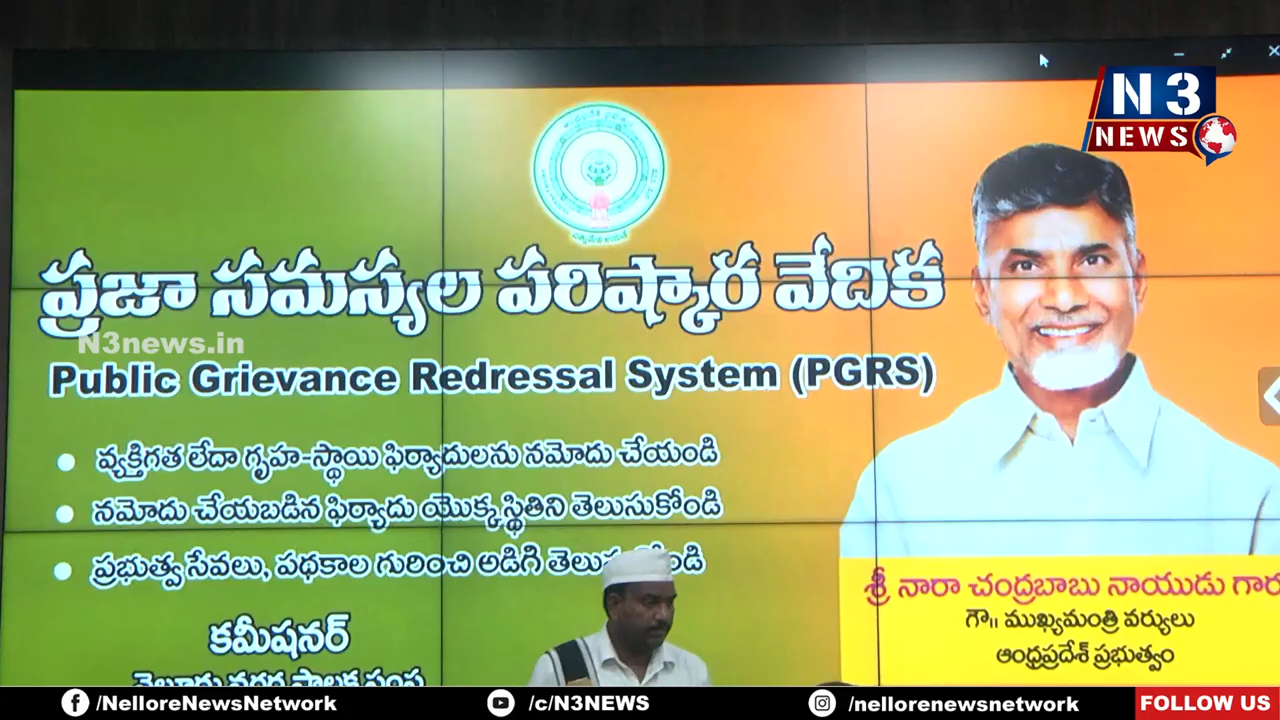 N3
NEWS
ప్రజా సమస్యల పరిష్కార వేదిక
N3news.in
Public Grievance Redressal System (PGRS)
వ్యక్తిగత లేదా గృహ-స్థాయి ఫిర్యాదులను నమోదు చేయండి
నమోదు చేయబడిన ఫిర్యాదు యొక్క స్థితిని తెలుసుకోండి
ప్రభుత్వ సేవలు, పథకాల గురించి అడిగి
కమీషనర్
శ్రీ నారా చంద్రబాబు నాయుడు గారు
గౌ|| ముఖ్యమంత్రి వర్యులు
ఆంధ్రప్రదేశ్ ప్రభుత్వం
/NelloreNewsNetwork
/c/N3NEWS
/nellorenewsnetwork
FOLLOW US